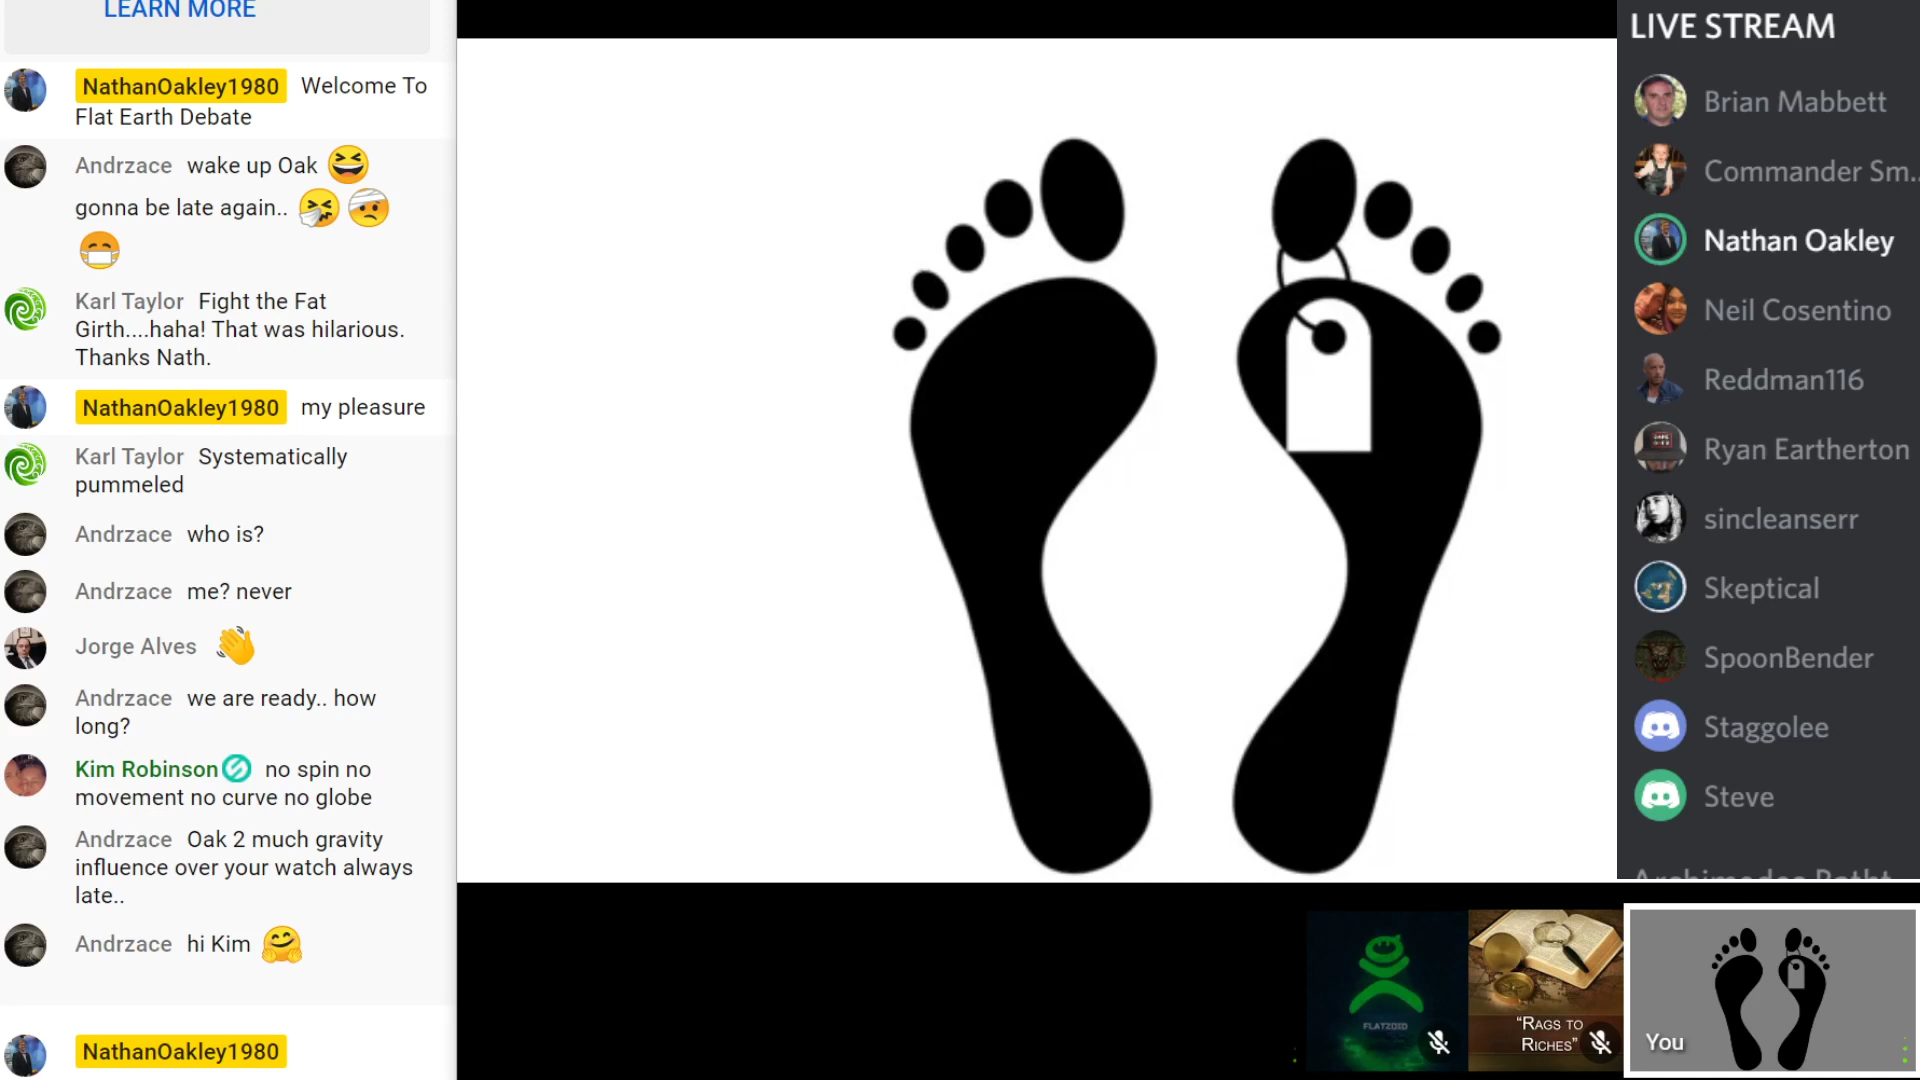 LEARN MORE
NathanOakley1980 Welcome To
Flat Earth Debate
Andrzace wake up Oak
gonna be late again..
Karl Taylor Fight the Fat
Girth....haha! That was hilarious.
Thanks Nath.
NathanOakley1980 my pleasure
Karl Taylor Systematically
pummeled
Andrzace who is?
Andrzace me? never
Jorge Alves
Andrzace we are ready.. how
long?
Kim Robinson no spin no
movement no curve no globe
Andrzace Oak 2 much gravity
influence over your watch always
late..
Andrzace hi Kim
NathanOakley1980
LIVE STREAM
Brian Mabbett
Commander Sm..
Nathan Oakley
Neil Cosentino
Reddman116
Ryan Eartherton
sincleanserr
Skeptical
SpoonBender
Staggolee
Steve
FLATZOID
“RAGS TO
RICHES”
You